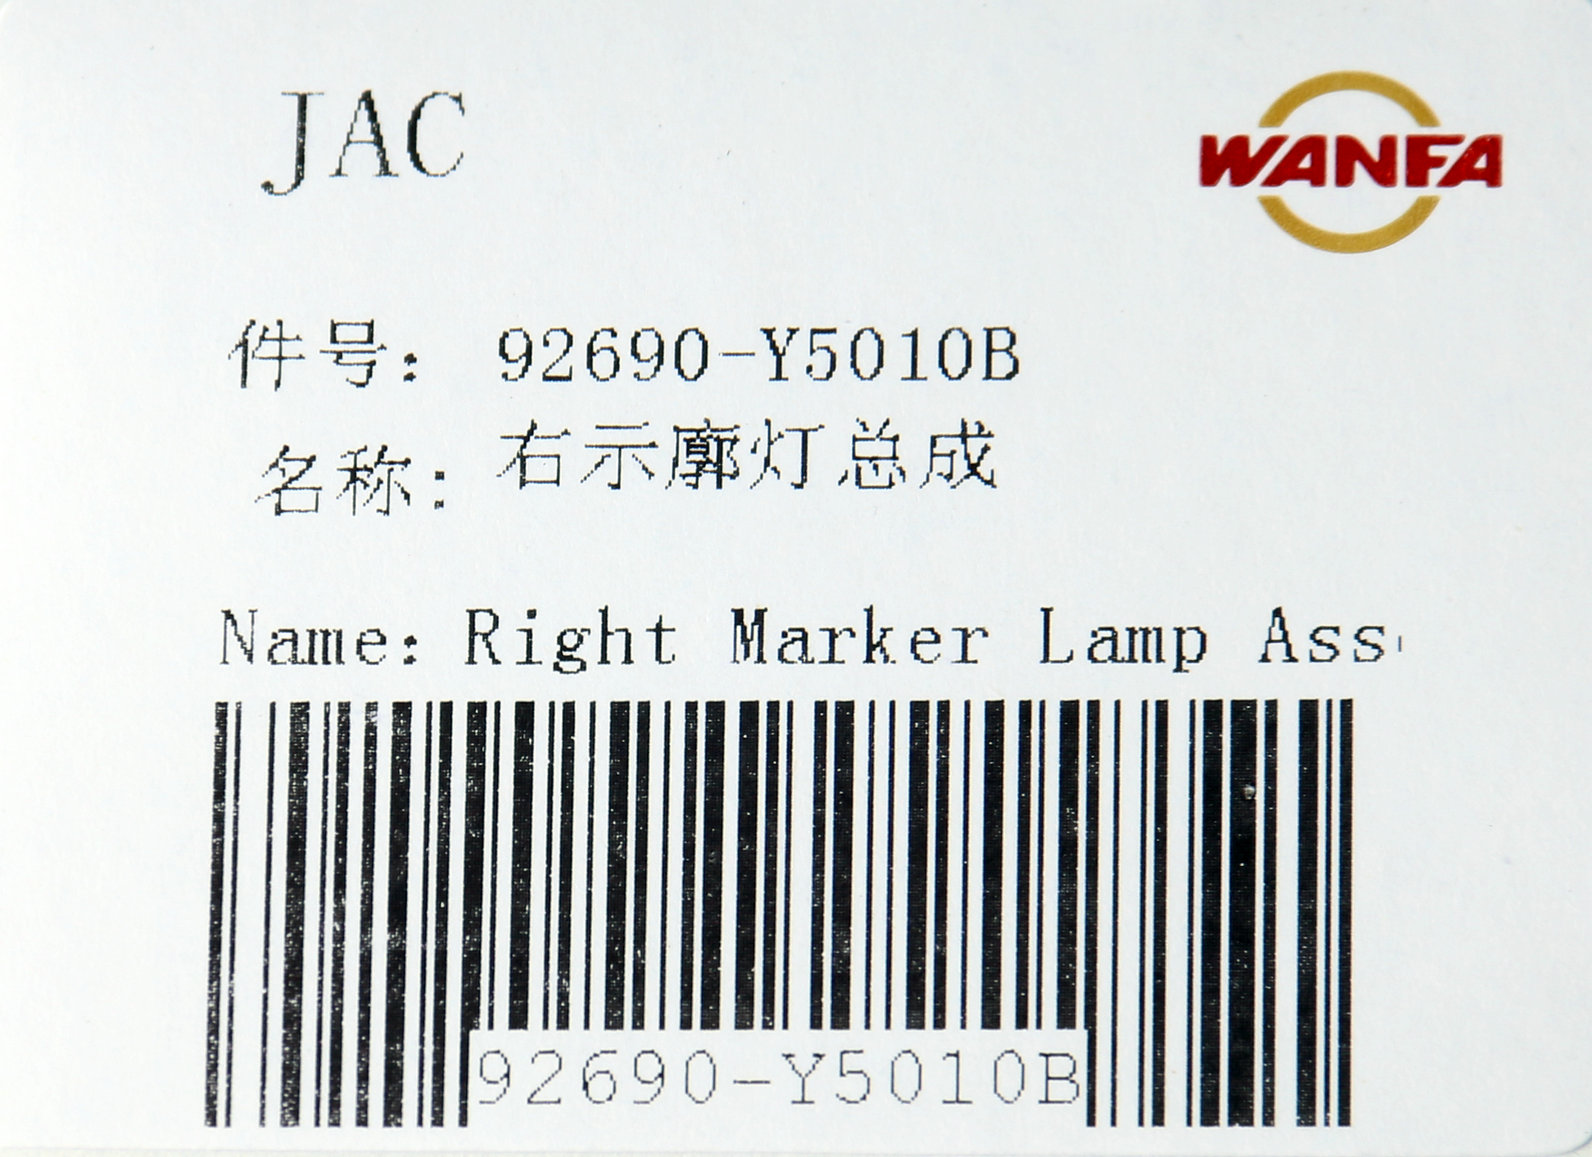 JAC
WANFA
件号: 92690-Y5010B
名称: 右示廓灯总成
Name: Right Marker Lamp Ass
92690-Y5010B